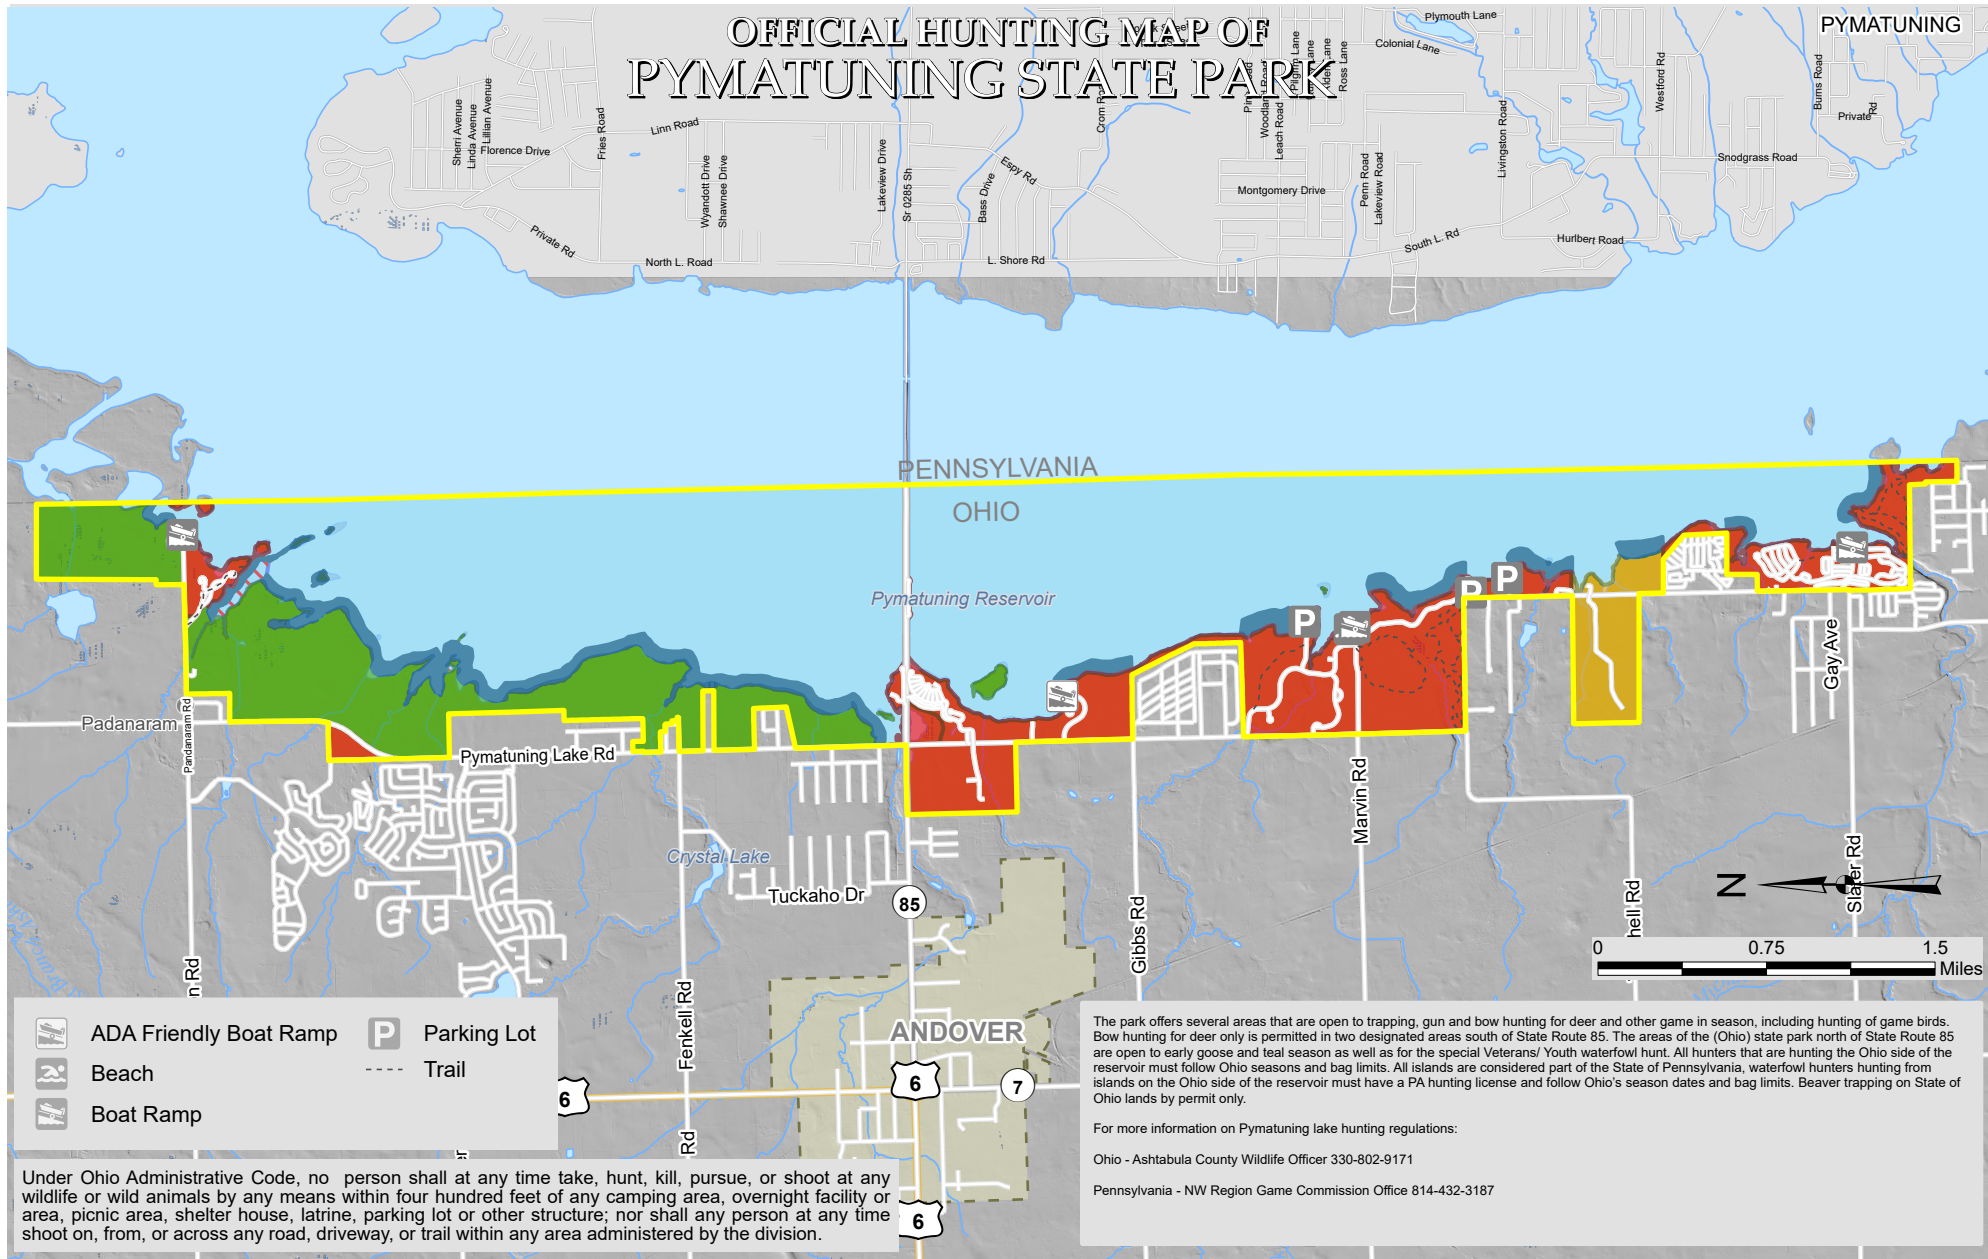 OFFICIAL HUNTING MAP OF
PYMATUNING STATE PARK
PYMATUNING
Plymouth Lane
Colonial Lane
Pilgrim Lane
Ross Lane
Leach Road
Westford Rd
Burns Road
Private Rd
Livingston Road
Snodgrass Road
Sherri Avenue
Linda Avenue
Lillian Avenue
Florence Drive
Fries Road
Linn Road
Wyandott Drive
Shawnee Drive
Lakeview Drive
Sr 0285 Sh
Bass Drive
Espy Rd
Montgomery Drive
Penn Road
Lakeview Road
South L. Rd
Hurlbert Road
Private Rd
North L. Road
L. Shore Rd
PENNSYLVANIA
OHIO
Pymatuning Reservoir
P
P
P
Padanaram
Padanaram Rd
Pymatuning Lake Rd
Gay Ave
Marvin Rd
Slater Rd
Crystal Lake
Tuckaho Dr
85
Gibbs Rd
hell Rd
N
0 0.75 1.5
Miles
n Rd
Fenkell Rd
Rd
er
ANDOVER
6
6
7
6
ADA Friendly Boat Ramp
Beach
Boat Ramp
P Parking Lot
Trail
Under Ohio Administrative Code, no person shall at any time take, hunt, kill, pursue, or shoot at any
wildlife or wild animals by any means within four hundred feet of any camping area, overnight facility or
area, picnic area, shelter house, latrine, parking lot or other structure; nor shall any person at any time
shoot on, from, or across any road, driveway, or trail within any area administered by the division.
The park offers several areas that are open to trapping, gun and bow hunting for deer and other game in season, including hunting of game birds.
Bow hunting for deer only is permitted in two designated areas south of State Route 85. The areas of the (Ohio) state park north of State Route 85
are open to early goose and teal season as well as for the special Veterans/ Youth waterfowl hunt. All hunters that are hunting the Ohio side of the
reservoir must follow Ohio seasons and bag limits. All islands are considered part of the State of Pennsylvania, waterfowl hunters hunting from
islands on the Ohio side of the reservoir must have a PA hunting license and follow Ohio's season dates and bag limits. Beaver trapping on State of
Ohio lands by permit only.
For more information on Pymatuning lake hunting regulations:
Ohio - Ashtabula County Wildlife Officer 330-802-9171
Pennsylvania - NW Region Game Commission Office 814-432-3187